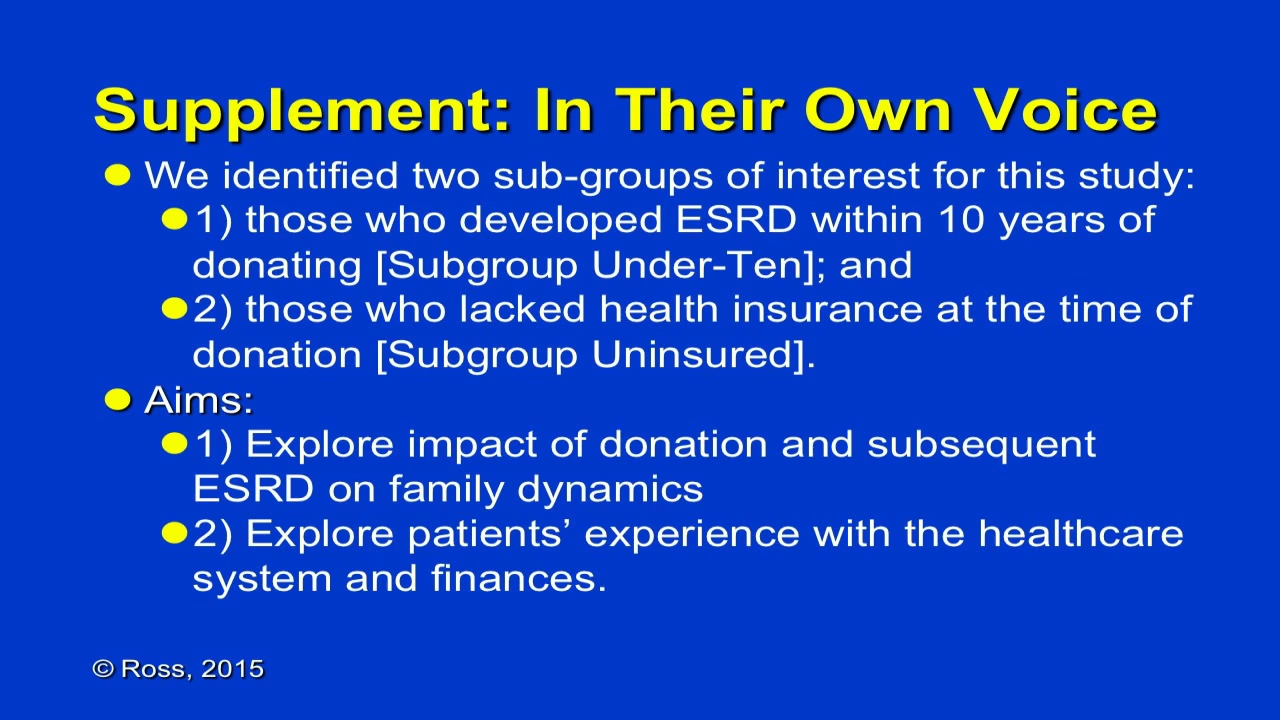 Supplement: In Their Own Voice
We identified two sub-groups of interest for this study:
1) those who developed ESRD within 10 years of
donating [Subgroup Under-Ten]; and
2) those who lacked health insurance at the time of
donation [Subgroup Uninsured].
Aims:
1) Explore impact of donation and subsequent
ESRD on family dynamics
2) Explore patients’ experience with the healthcare
system and finances.
© Ross, 2015